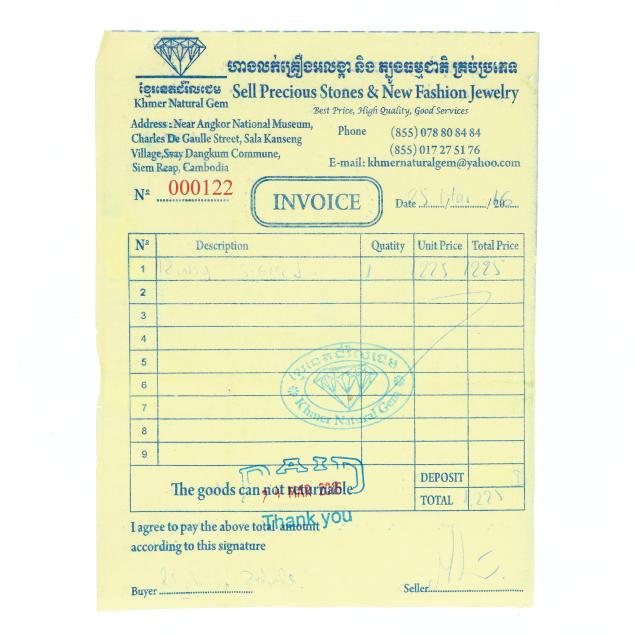 ហាងលក់គ្រឿងអលង្កា និង ត្បូងធម្មជាតិ គ្រប់ប្រភេទ
ខ្មែរនេតជីរ៉ែលជេម
Khmer Natural Gem
Sell Precious Stones & New Fashion Jewelry
Best Price, High Quality, Good Services
Address : Near Angkor National Museum,
Charles De Gaulle Street, Sala Kanseng
Village, Svay Dangkum Commune,
Siem Reap, Cambodia
Phone (855) 078 80 84 84
(855) 017 27 51 76
E-mail: khmernaturalgem@yahoo.com
Nº 000122
INVOICE
Date 25 Mar /2016
Nº Description Quatity Unit Price Total Price
1 Ruby 1 225 225
2
3
4
5
6
7
8
9
Khmer Natural Gem
PAID
The goods can not returnable
MAR
DEPOSIT
TOTAL 225
Thank you
I agree to pay the above total amount
according to this signature
Buyer
Seller